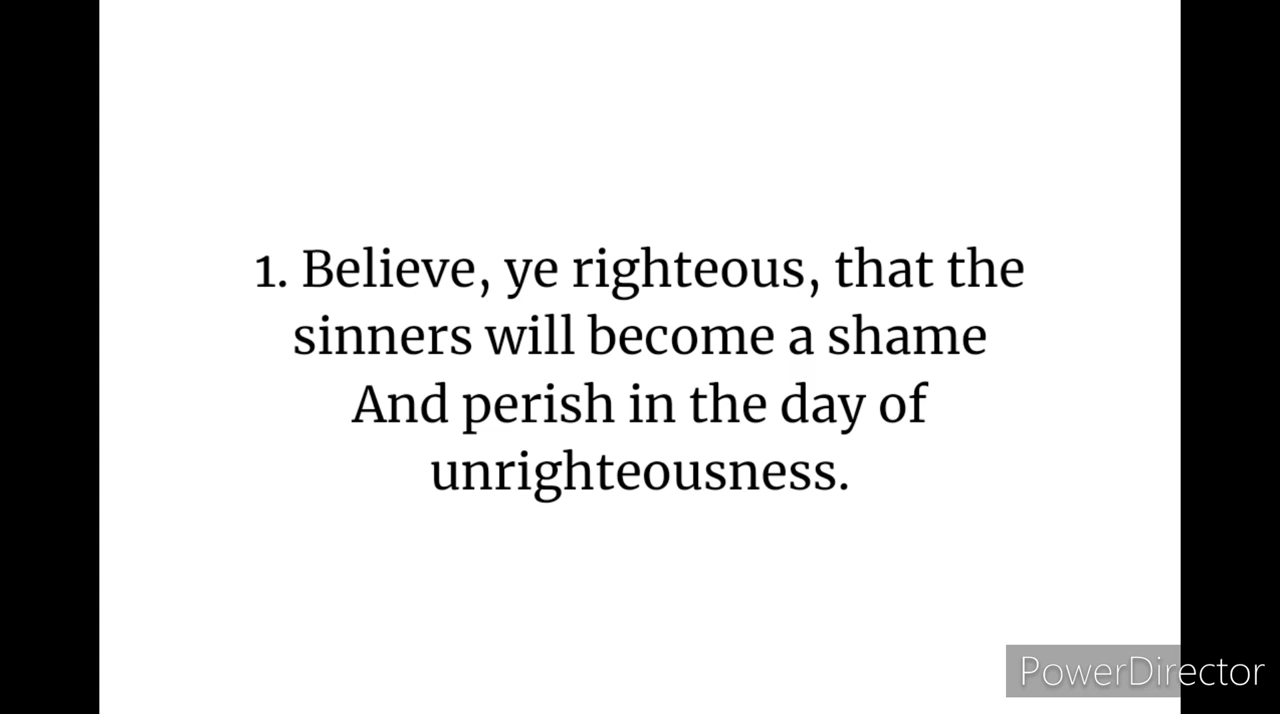 1. Believe, ye righteous, that the
sinners will become a shame
And perish in the day of
unrighteousness.
PowerDirector